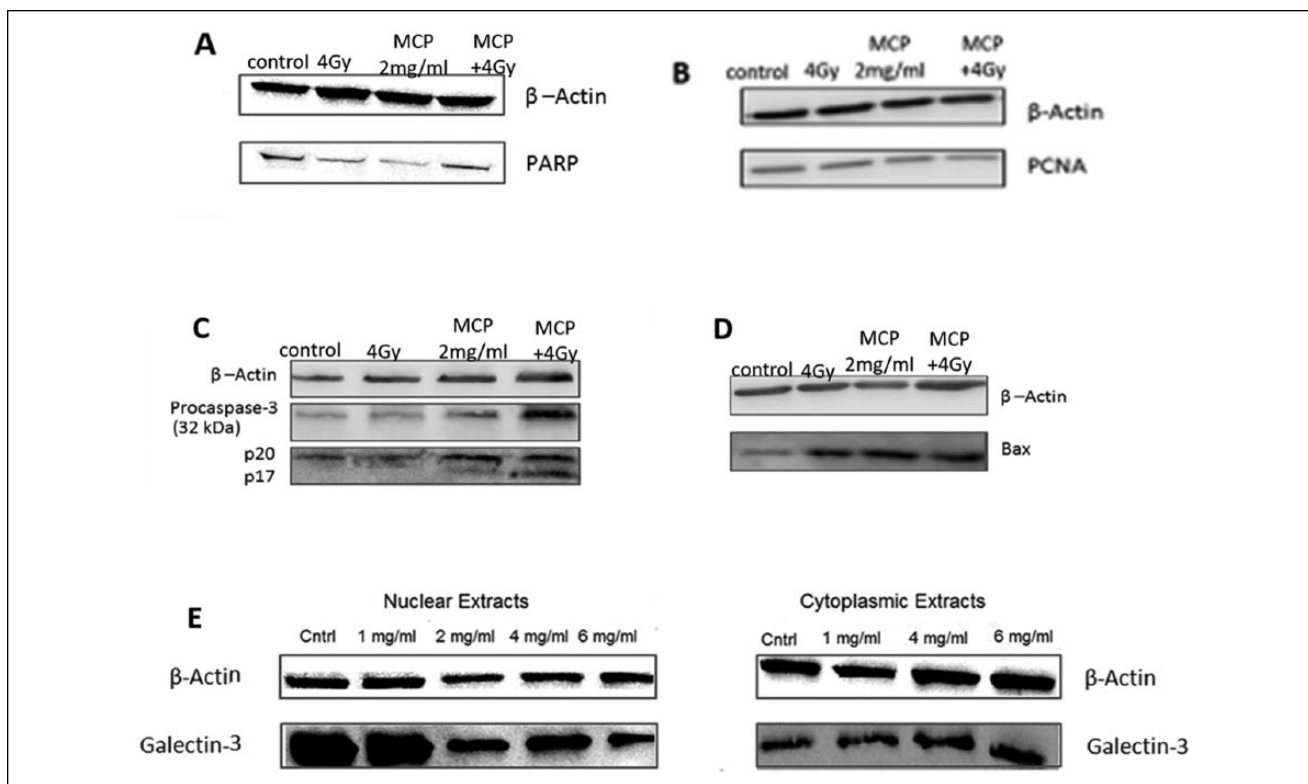 A
control 4Gy MCP 2mg/ml MCP +4Gy
β–Actin
PARP
B
control 4Gy MCP 2mg/ml MCP +4Gy
β-Actin
PCNA
C
control 4Gy MCP 2mg/ml MCP +4Gy
β–Actin
Procaspase-3
(32 kDa)
p20
p17
D
control 4Gy MCP 2mg/ml MCP +4Gy
β–Actin
Bax
E
Nuclear Extracts
Cntrl 1 mg/ml 2 mg/ml 4 mg/ml 6 mg/ml
β-Actin
Galectin-3
Cytoplasmic Extracts
Cntrl 1 mg/ml 4 mg/ml 6 mg/ml
β-Actin
Galectin-3